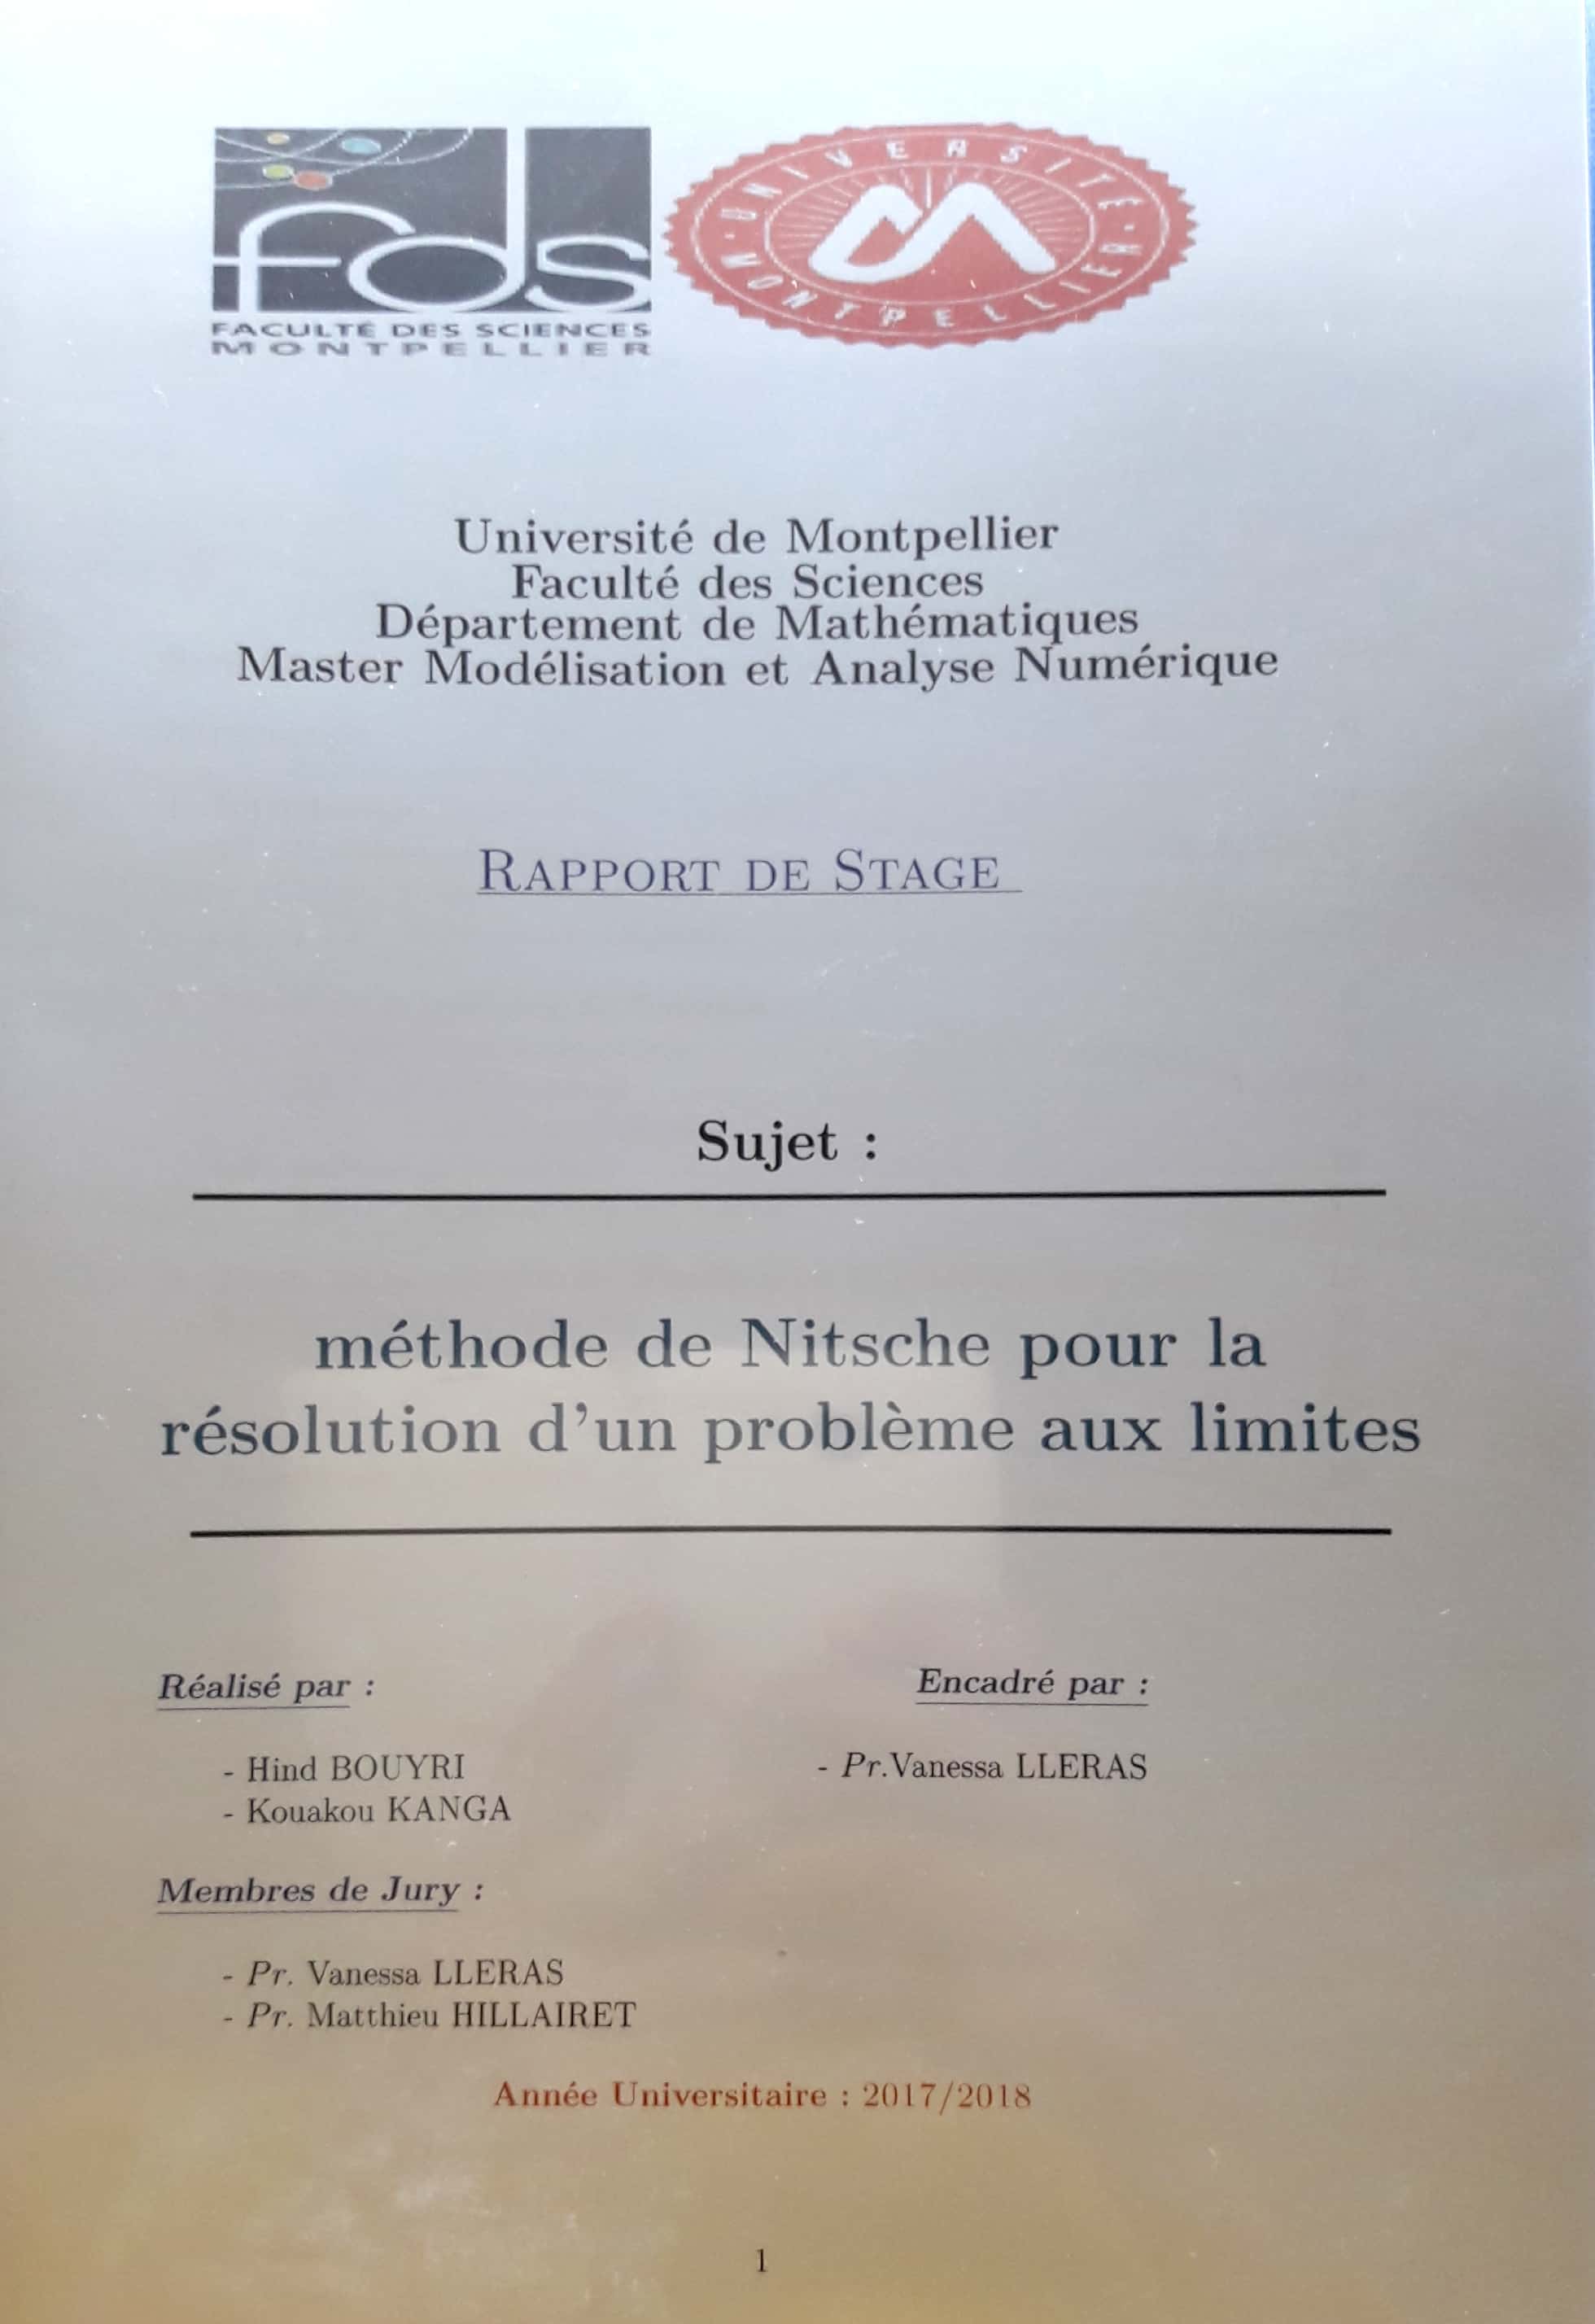 fds
FACULTÉ DES SCIENCES
MONTPELLIER
· UNIVERSITÉ · MONTPELLIER
Université de Montpellier
Faculté des Sciences
Département de Mathématiques
Master Modélisation et Analyse Numérique
RAPPORT DE STAGE
Sujet :
méthode de Nitsche pour la
résolution d'un problème aux limites
Réalisé par :
- Hind BOUYRI
- Kouakou KANGA
Encadré par :
- Pr.Vanessa LLERAS
Membres de Jury :
- Pr. Vanessa LLERAS
- Pr. Matthieu HILLAIRET
Année Universitaire : 2017/2018
1